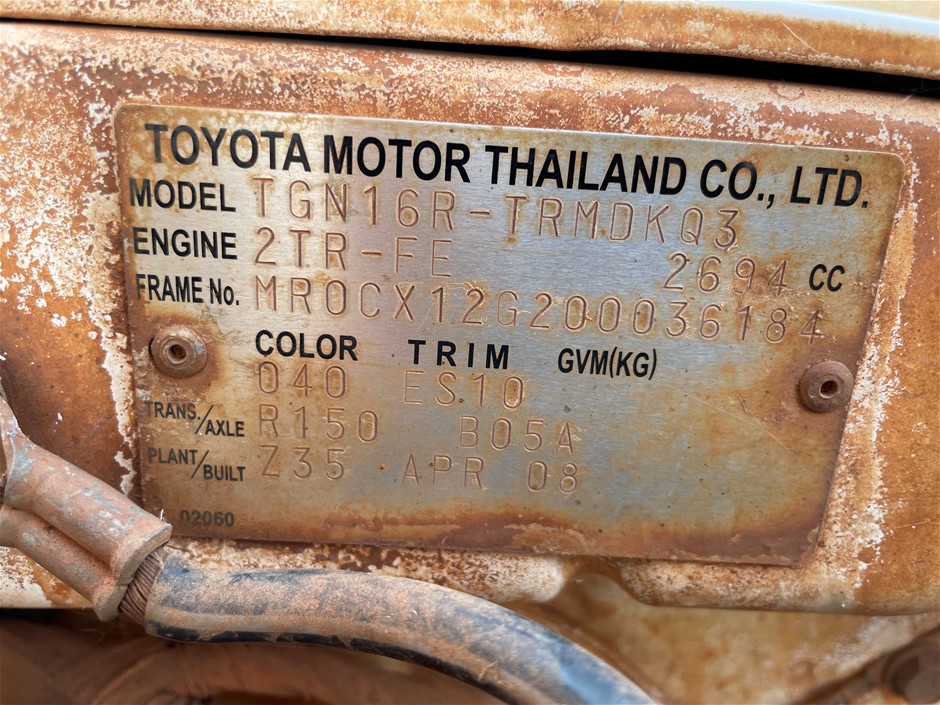 TOYOTA MOTOR THAILAND CO., LTD.
MODEL TGN16R-TRMDKQ3
ENGINE 2TR-FE 2694 CC
FRAME No. MR0CX12G200036184
COLOR TRIM GVM(KG)
040 ES10
TRANS./AXLE R150 B05A
PLANT/BUILT Z35 APR 08
02060